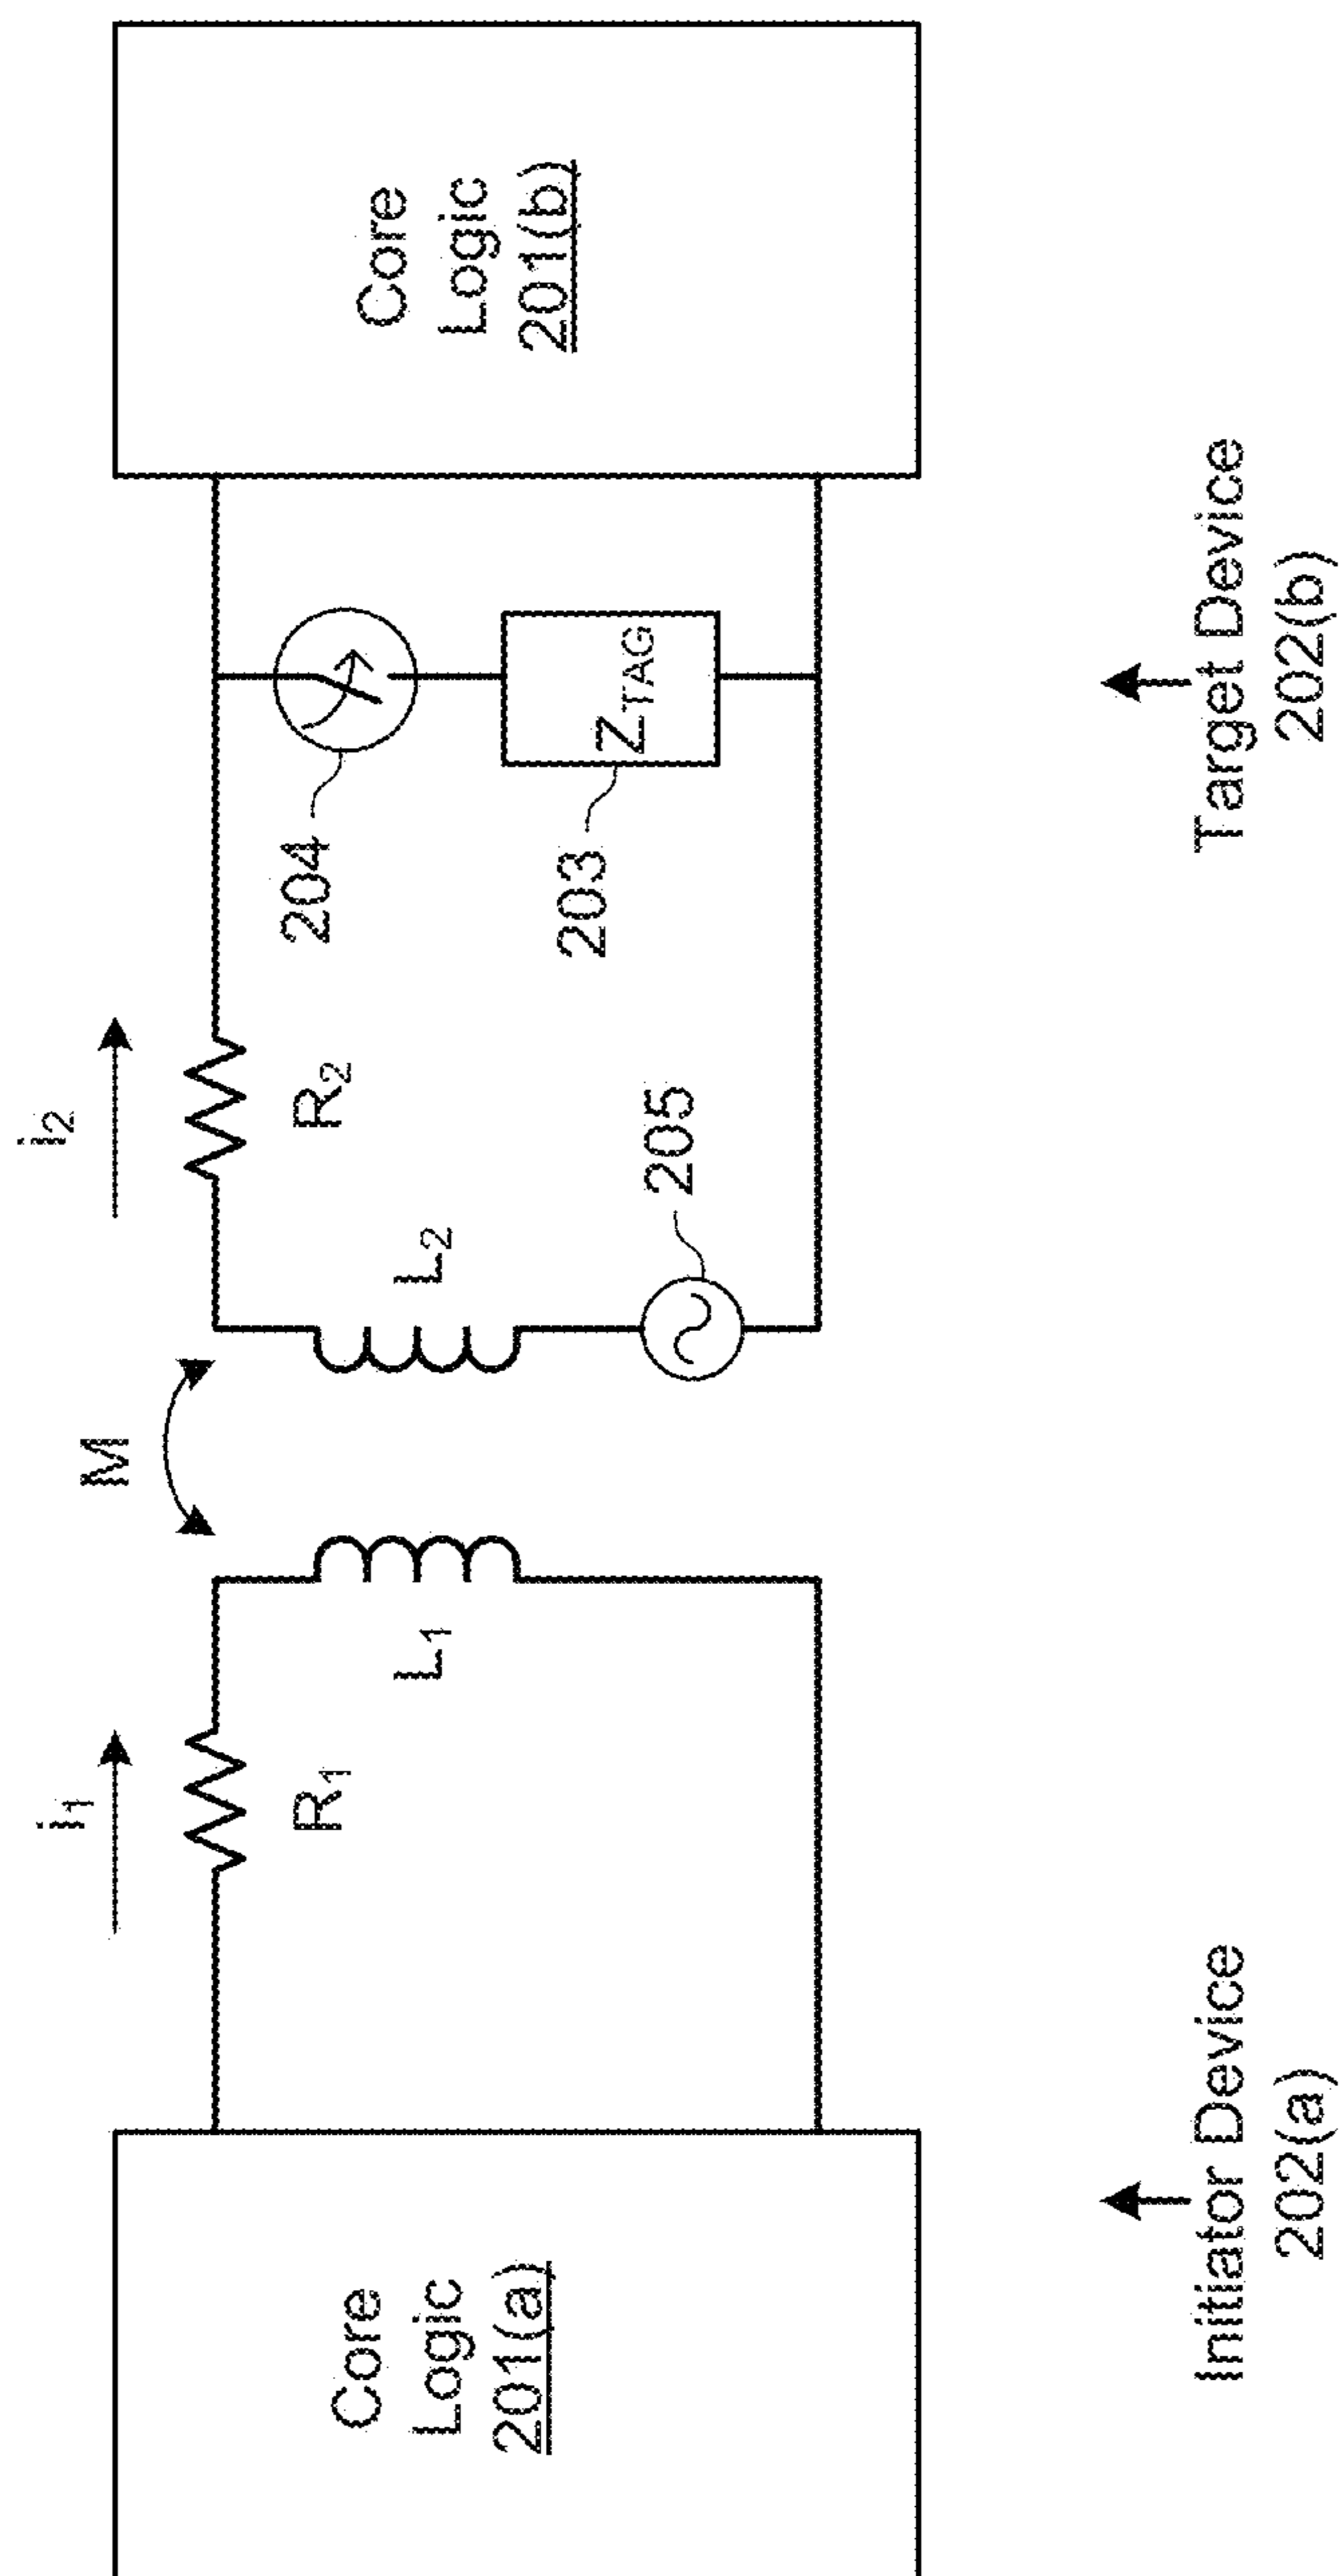 i₁
M
i₂
Core
Logic
201(a)
R₁
L₁
L₂
R₂
205
204
203
Z_TAG
Core
Logic
201(b)
Initiator Device
202(a)
Target Device
202(b)